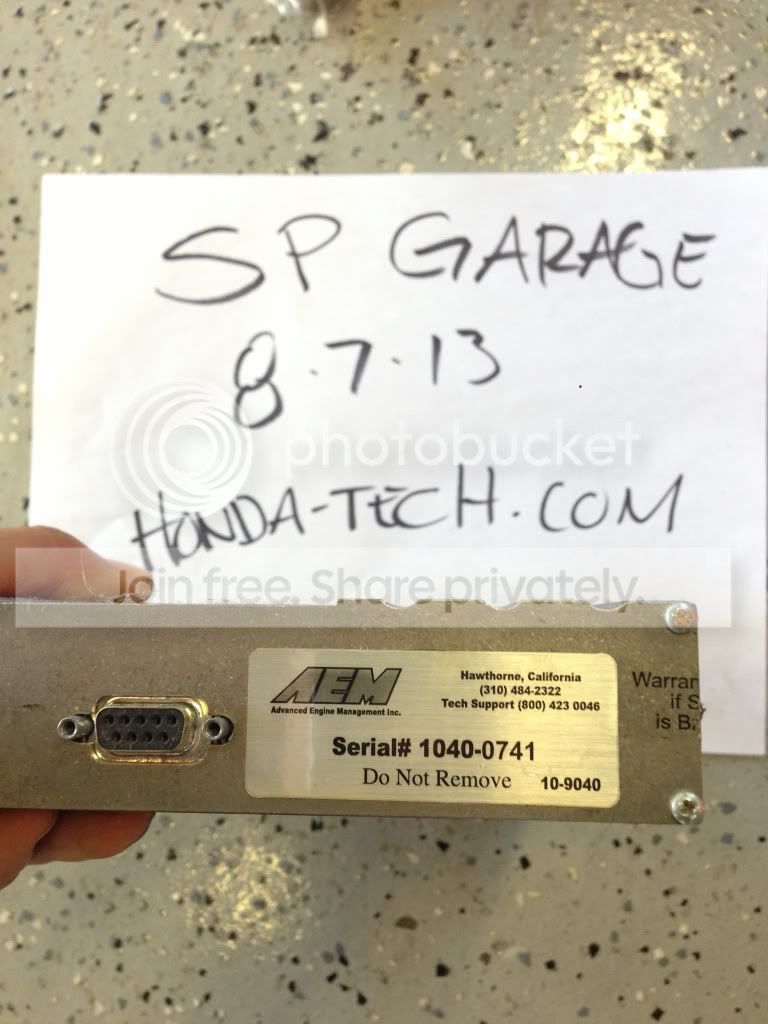 SP GARAGE
8.7.13
photobucket
HONDA-TECH.COM
Join free. Share privately.
AEM
Advanced Engine Management Inc.
Hawthorne, California
(310) 484-2322
Tech Support (800) 423 0046
Serial# 1040-0741
Do Not Remove 10-9040
if S